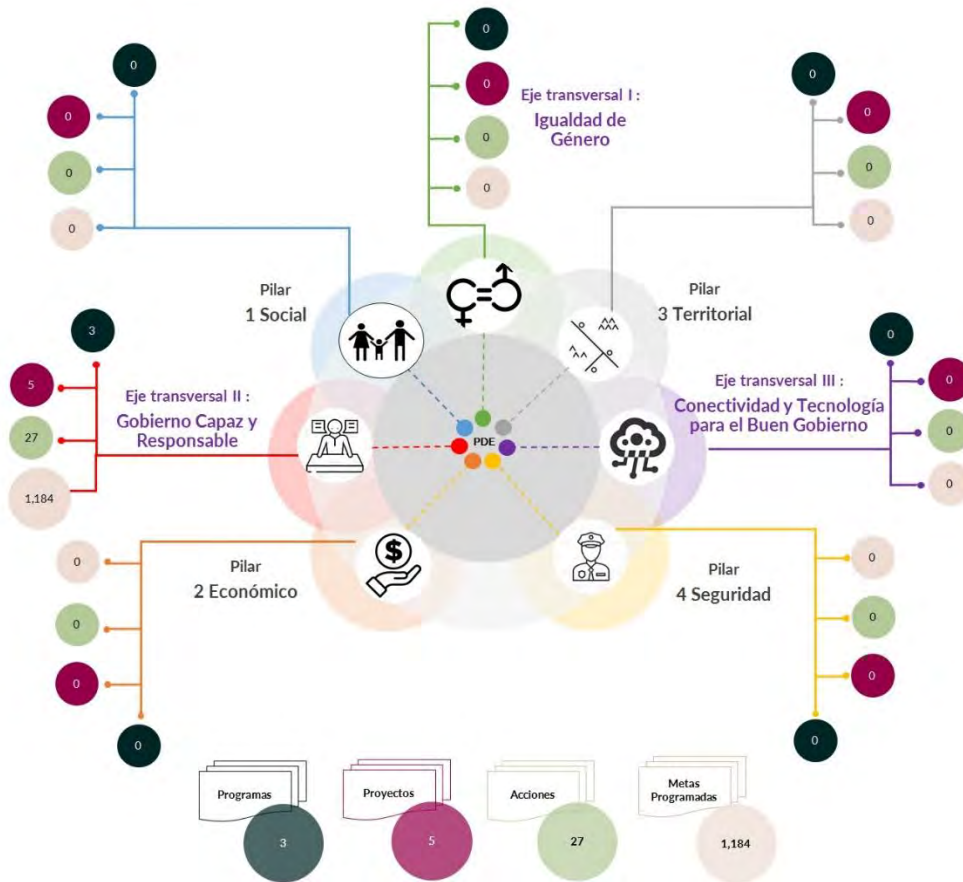 0
0
0
0
0
0
0
0
Eje transversal I :
Igualdad de
Género
0
0
0
0
Pilar
1 Social
Pilar
3 Territorial
3
5
27
1,184
Eje transversal II :
Gobierno Capaz y
Responsable
PDE
Eje transversal III :
Conectividad y Tecnología
para el Buen Gobierno
0
0
0
0
$
Pilar
2 Económico
0
0
0
0
Pilar
4 Seguridad
0
0
0
0
Programas
3
Proyectos
5
Acciones
27
Metas
Programadas
1,184